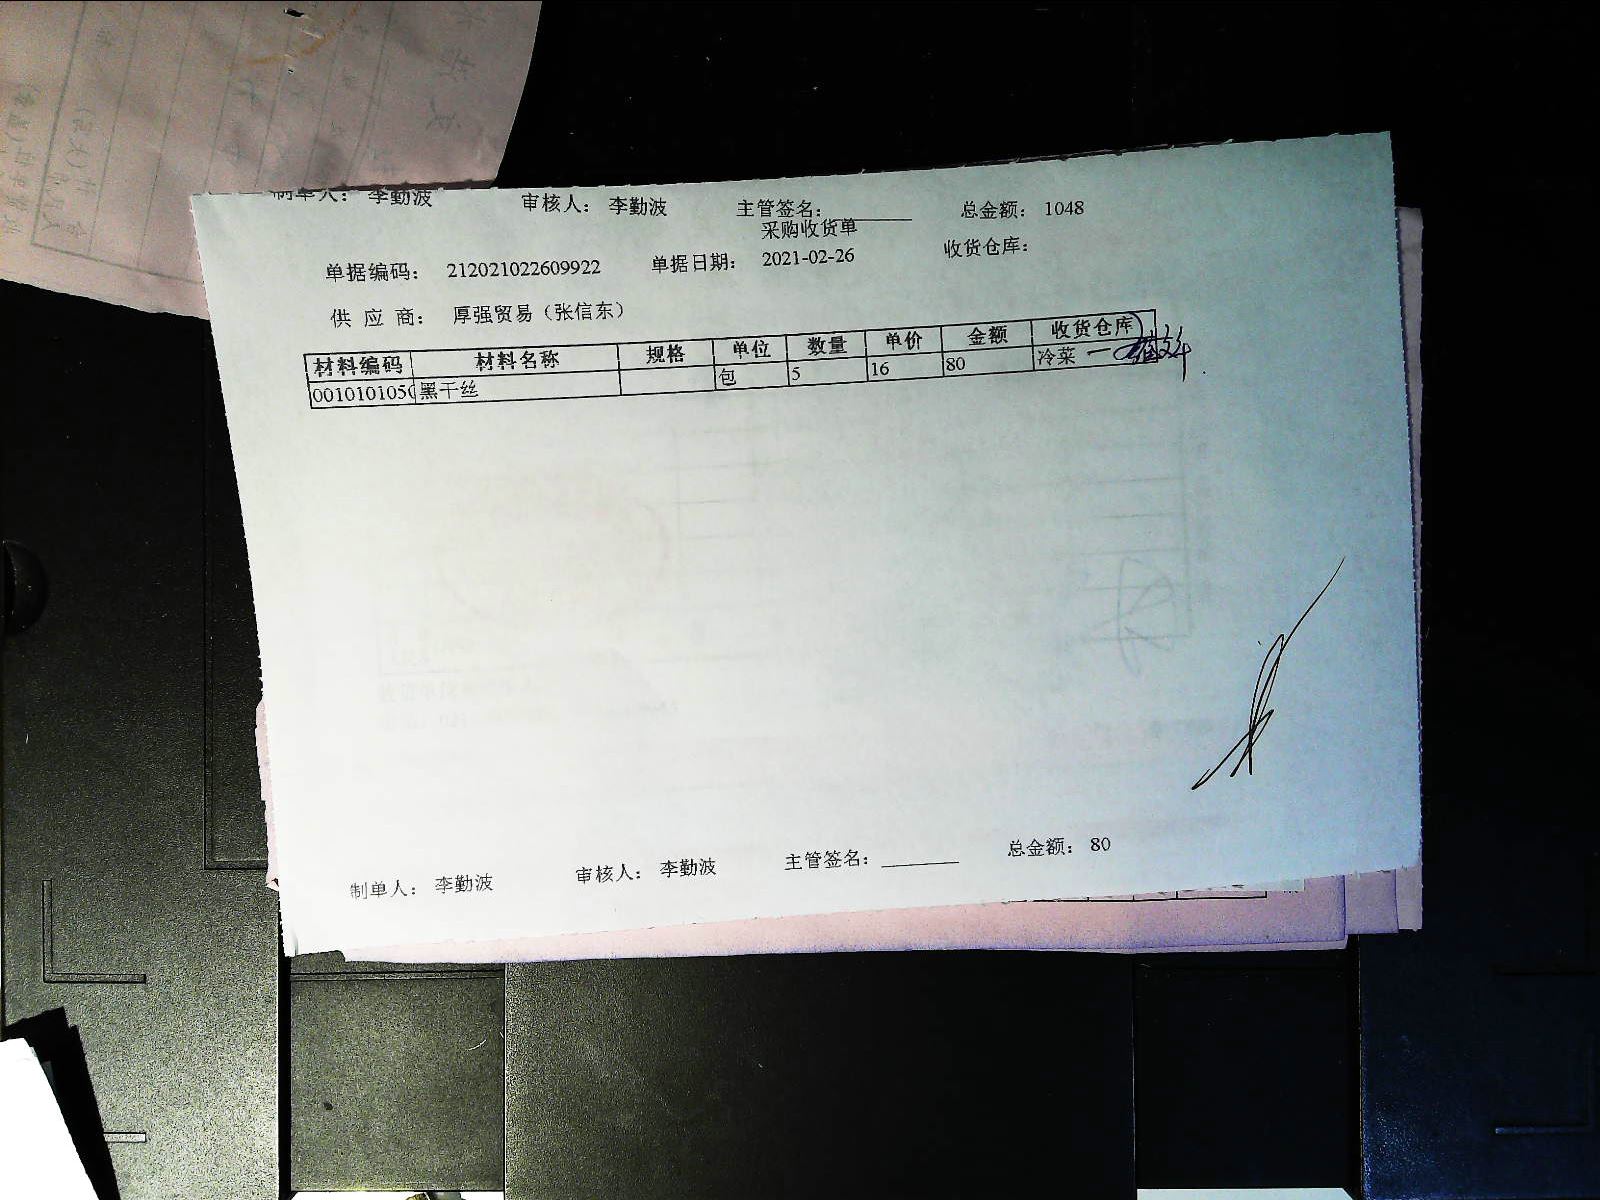 制单人： 李勤波 审核人： 李勤波 主管签名： 总金额： 1048
采购收货单
单据编码： 212021022609922 单据日期： 2021-02-26 收货仓库：
供 应 商： 厚强贸易（张信东）
材料编码 材料名称 规格 单位 数量 单价 金额 收货仓库
001010105 黑干丝 包 5 16 80 冷菜
制单人： 李勤波 审核人： 李勤波 主管签名： 总金额： 80